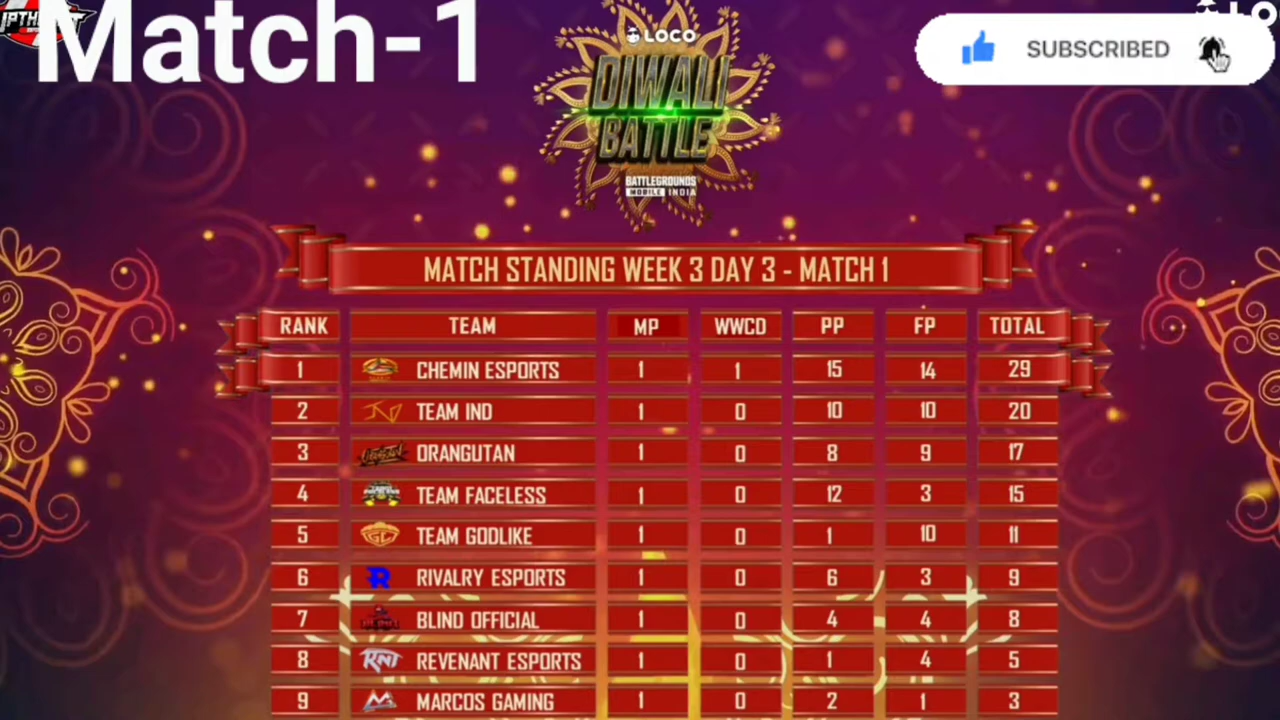 Match-1
LOCO
DIWALI
BATTLE
BATTLEGROUNDS
MOBILE INDIA
SUBSCRIBED
MATCH STANDING WEEK 3 DAY 3 - MATCH 1
RANK TEAM MP WWCD PP FP TOTAL
1 CHEMIN ESPORTS 1 1 15 14 29
2 TEAM IND 1 0 10 10 20
3 ORANGUTAN 1 0 8 9 17
4 TEAM FACELESS 1 0 12 3 15
5 TEAM GODLIKE 1 0 1 10 11
6 RIVALRY ESPORTS 1 0 6 3 9
7 BLIND OFFICIAL 1 0 4 4 8
8 RNT REVENANT ESPORTS 1 0 1 4 5
9 MARCOS GAMING 1 0 2 1 3